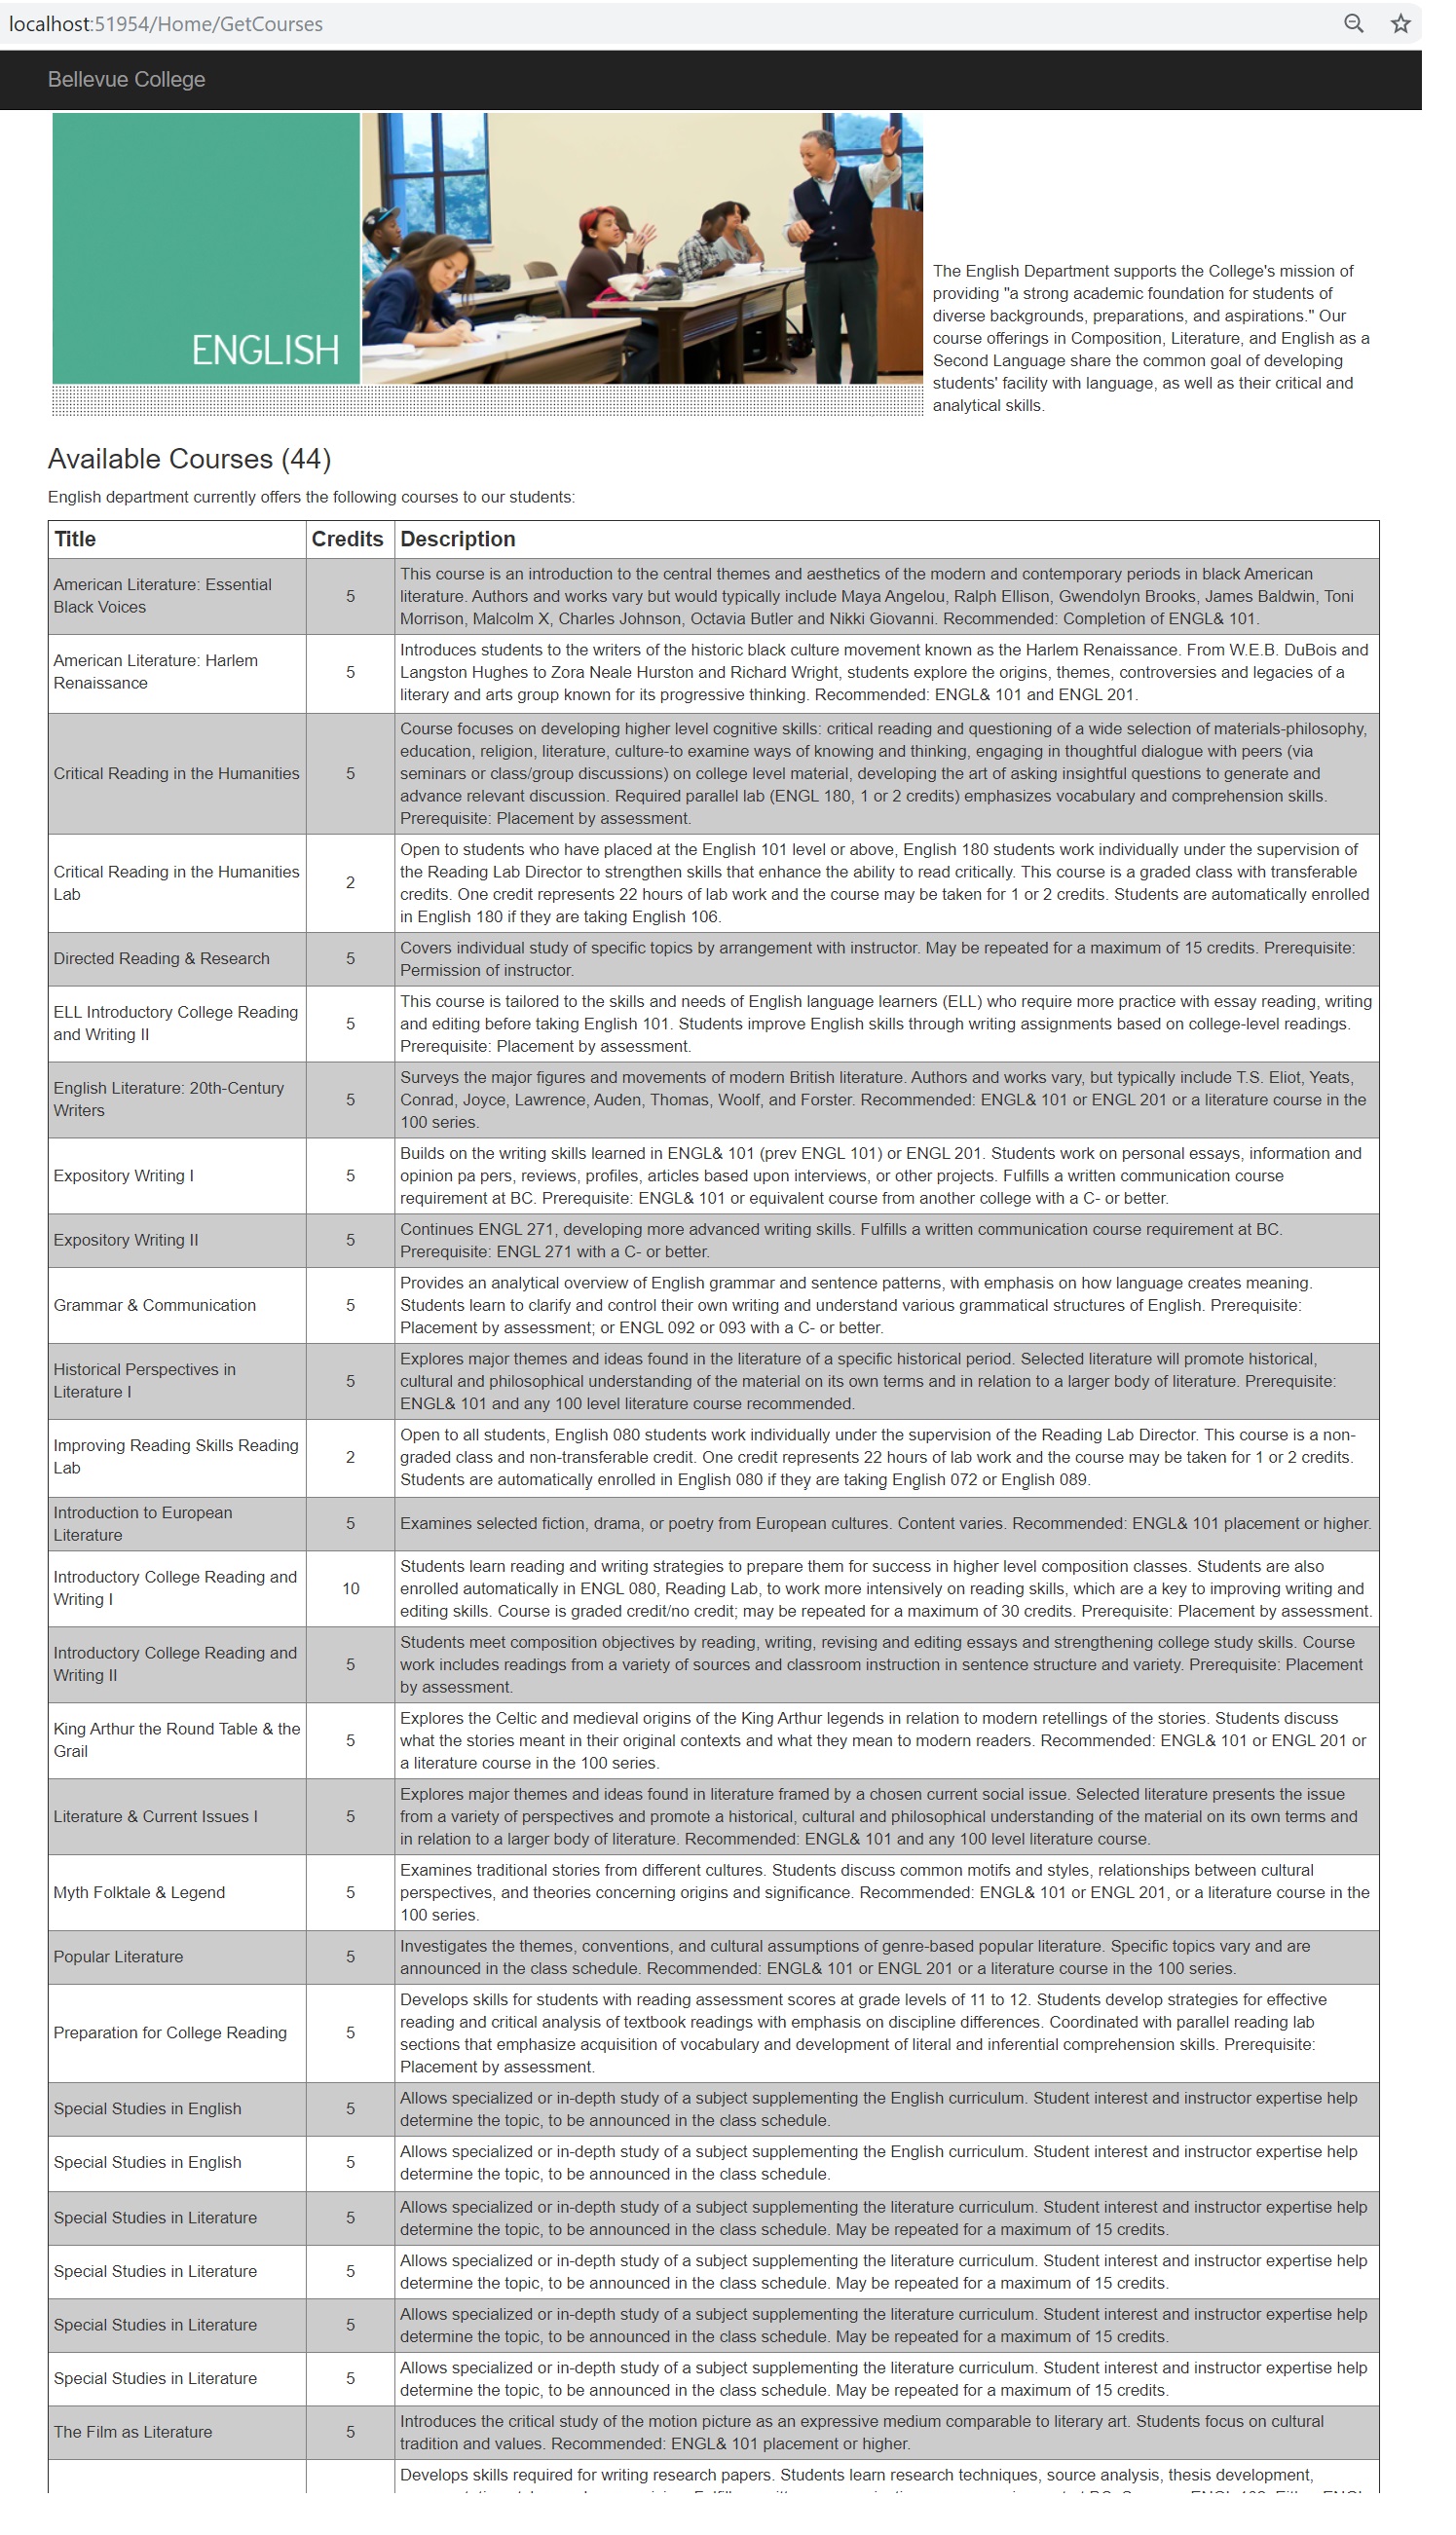 localhost:51954/Home/GetCourses
Bellevue College
ENGLISH
The English Department supports the College's mission of
providing "a strong academic foundation for students of
diverse backgrounds, preparations, and aspirations." Our
course offerings in Composition, Literature, and English as a
Second Language share the common goal of developing
students' facility with language, as well as their critical and
analytical skills.
Available Courses (44)
English department currently offers the following courses to our students:
Title Credits Description
American Literature: Essential
Black Voices
5
This course is an introduction to the central themes and aesthetics of the modern and contemporary periods in black American
literature. Authors and works vary but would typically include Maya Angelou, Ralph Ellison, Gwendolyn Brooks, James Baldwin, Toni
Morrison, Malcolm X, Charles Johnson, Octavia Butler and Nikki Giovanni. Recommended: Completion of ENGL& 101.
American Literature: Harlem
Renaissance
5
Introduces students to the writers of the historic black culture movement known as the Harlem Renaissance. From W.E.B. DuBois and
Langston Hughes to Zora Neale Hurston and Richard Wright, students explore the origins, themes, controversies and legacies of a
literary and arts group known for its progressive thinking. Recommended: ENGL& 101 and ENGL 201.
Critical Reading in the Humanities
5
Course focuses on developing higher level cognitive skills: critical reading and questioning of a wide selection of materials-philosophy,
education, religion, literature, culture-to examine ways of knowing and thinking, engaging in thoughtful dialogue with peers (via
seminars or class/group discussions) on college level material, developing the art of asking insightful questions to generate and
advance relevant discussion. Required parallel lab (ENGL 180, 1 or 2 credits) emphasizes vocabulary and comprehension skills.
Prerequisite: Placement by assessment.
Critical Reading in the Humanities
Lab
2
Open to students who have placed at the English 101 level or above, English 180 students work individually under the supervision of
the Reading Lab Director to strengthen skills that enhance the ability to read critically. This course is a graded class with transferable
credits. One credit represents 22 hours of lab work and the course may be taken for 1 or 2 credits. Students are automatically enrolled
in English 180 if they are taking English 106.
Directed Reading & Research
5
Covers individual study of specific topics by arrangement with instructor. May be repeated for a maximum of 15 credits. Prerequisite:
Permission of instructor.
ELL Introductory College Reading
and Writing II
5
This course is tailored to the skills and needs of English language learners (ELL) who require more practice with essay reading, writing
and editing before taking English 101. Students improve English skills through writing assignments based on college-level readings.
Prerequisite: Placement by assessment.
English Literature: 20th-Century
Writers
5
Surveys the major figures and movements of modern British literature. Authors and works vary, but typically include T.S. Eliot, Yeats,
Conrad, Joyce, Lawrence, Auden, Thomas, Woolf, and Forster. Recommended: ENGL& 101 or ENGL 201 or a literature course in the
100 series.
Expository Writing I
5
Builds on the writing skills learned in ENGL& 101 (prev ENGL 101) or ENGL 201. Students work on personal essays, information and
opinion pa pers, reviews, profiles, articles based upon interviews, or other projects. Fulfills a written communication course
requirement at BC. Prerequisite: ENGL& 101 or equivalent course from another college with a C- or better.
Expository Writing II
5
Continues ENGL 271, developing more advanced writing skills. Fulfills a written communication course requirement at BC.
Prerequisite: ENGL 271 with a C- or better.
Grammar & Communication
5
Provides an analytical overview of English grammar and sentence patterns, with emphasis on how language creates meaning.
Students learn to clarify and control their own writing and understand various grammatical structures of English. Prerequisite:
Placement by assessment; or ENGL 092 or 093 with a C- or better.
Historical Perspectives in
Literature I
5
Explores major themes and ideas found in the literature of a specific historical period. Selected literature will promote historical,
cultural and philosophical understanding of the material on its own terms and in relation to a larger body of literature. Prerequisite:
ENGL& 101 and any 100 level literature course recommended.
Improving Reading Skills Reading
Lab
2
Open to all students, English 080 students work individually under the supervision of the Reading Lab Director. This course is a non-
graded class and non-transferable credit. One credit represents 22 hours of lab work and the course may be taken for 1 or 2 credits.
Students are automatically enrolled in English 080 if they are taking English 072 or English 089.
Introduction to European
Literature
5
Examines selected fiction, drama, or poetry from European cultures. Content varies. Recommended: ENGL& 101 placement or higher.
Introductory College Reading and
Writing I
10
Students learn reading and writing strategies to prepare them for success in higher level composition classes. Students are also
enrolled automatically in ENGL 080, Reading Lab, to work more intensively on reading skills, which are a key to improving writing and
editing skills. Course is graded credit/no credit; may be repeated for a maximum of 30 credits. Prerequisite: Placement by assessment.
Introductory College Reading and
Writing II
5
Students meet composition objectives by reading, writing, revising and editing essays and strengthening college study skills. Course
work includes readings from a variety of sources and classroom instruction in sentence structure and variety. Prerequisite: Placement
by assessment.
King Arthur the Round Table & the
Grail
5
Explores the Celtic and medieval origins of the King Arthur legends in relation to modern retellings of the stories. Students discuss
what the stories meant in their original contexts and what they mean to modern readers. Recommended: ENGL& 101 or ENGL 201 or
a literature course in the 100 series.
Literature & Current Issues I
5
Explores major themes and ideas found in literature framed by a chosen current social issue. Selected literature presents the issue
from a variety of perspectives and promote a historical, cultural and philosophical understanding of the material on its own terms and
in relation to a larger body of literature. Recommended: ENGL& 101 and any 100 level literature course.
Myth Folktale & Legend
5
Examines traditional stories from different cultures. Students discuss common motifs and styles, relationships between cultural
perspectives, and theories concerning origins and significance. Recommended: ENGL& 101 or ENGL 201, or a literature course in the
100 series.
Popular Literature
5
Investigates the themes, conventions, and cultural assumptions of genre-based popular literature. Specific topics vary and are
announced in the class schedule. Recommended: ENGL& 101 or ENGL 201 or a literature course in the 100 series.
Preparation for College Reading
5
Develops skills for students with reading assessment scores at grade levels of 11 to 12. Students develop strategies for effective
reading and critical analysis of textbook readings with emphasis on discipline differences. Coordinated with parallel reading lab
sections that emphasize acquisition of vocabulary and development of literal and inferential comprehension skills. Prerequisite:
Placement by assessment.
Special Studies in English
5
Allows specialized or in-depth study of a subject supplementing the English curriculum. Student interest and instructor expertise help
determine the topic, to be announced in the class schedule.
Special Studies in English
5
Allows specialized or in-depth study of a subject supplementing the English curriculum. Student interest and instructor expertise help
determine the topic, to be announced in the class schedule.
Special Studies in Literature
5
Allows specialized or in-depth study of a subject supplementing the literature curriculum. Student interest and instructor expertise help
determine the topic, to be announced in the class schedule. May be repeated for a maximum of 15 credits.
Special Studies in Literature
5
Allows specialized or in-depth study of a subject supplementing the literature curriculum. Student interest and instructor expertise help
determine the topic, to be announced in the class schedule. May be repeated for a maximum of 15 credits.
Special Studies in Literature
5
Allows specialized or in-depth study of a subject supplementing the literature curriculum. Student interest and instructor expertise help
determine the topic, to be announced in the class schedule. May be repeated for a maximum of 15 credits.
Special Studies in Literature
5
Allows specialized or in-depth study of a subject supplementing the literature curriculum. Student interest and instructor expertise help
determine the topic, to be announced in the class schedule. May be repeated for a maximum of 15 credits.
The Film as Literature
5
Introduces the critical study of the motion picture as an expressive medium comparable to literary art. Students focus on cultural
tradition and values. Recommended: ENGL& 101 placement or higher.
Develops skills required for writing research papers. Students learn research techniques, source analysis, thesis development,